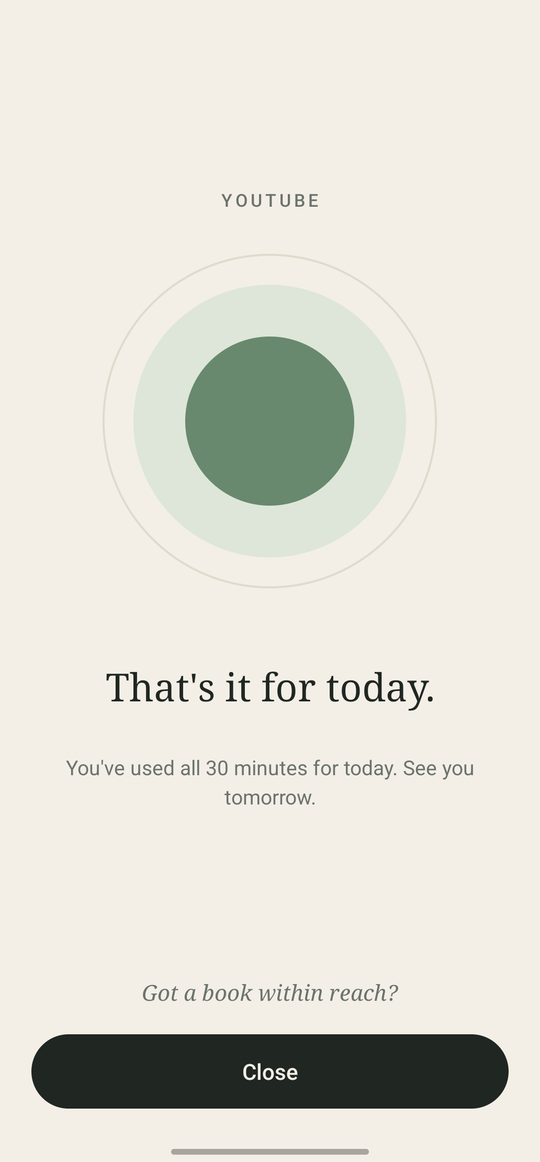 YOUTUBE
That's it for today.
You've used all 30 minutes for today. See you
tomorrow.
Got a book within reach?
Close